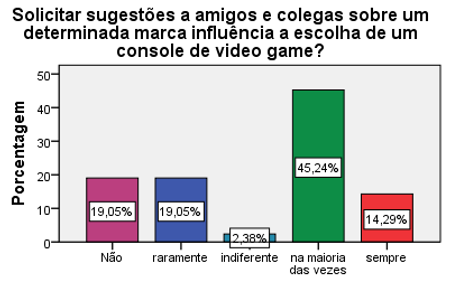 Solicitar sugestões a amigos e colegas sobre um
determinada marca influência a escolha de um
console de video game?
Porcentagem
50
40
30
20
10
0
19,05%
19,05%
2,38%
45,24%
14,29%
Não
raramente
indiferente
na maioria
das vezes
sempre